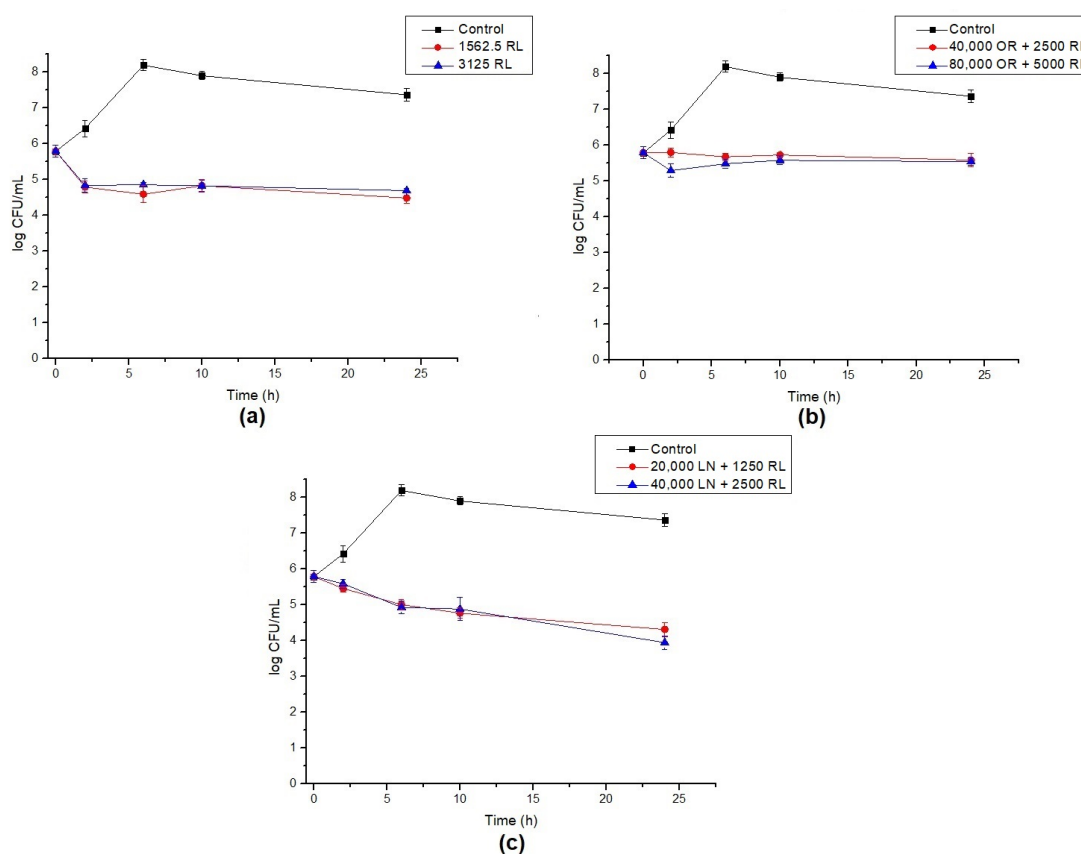 Control
1562.5 RL
3125 RL
8
7
6
5
4
3
2
1
0
log CFU/mL
0
5
10
15
20
25
Time (h)
(a)
Control
40,000 OR + 2500 RL
80,000 OR + 5000 RL
8
7
6
5
4
3
2
1
0
log CFU/mL
0
5
10
15
20
25
Time (h)
(b)
Control
20,000 LN + 1250 RL
40,000 LN + 2500 RL
8
7
6
5
4
3
2
1
0
log CFU/mL
0
5
10
15
20
25
Time (h)
(c)